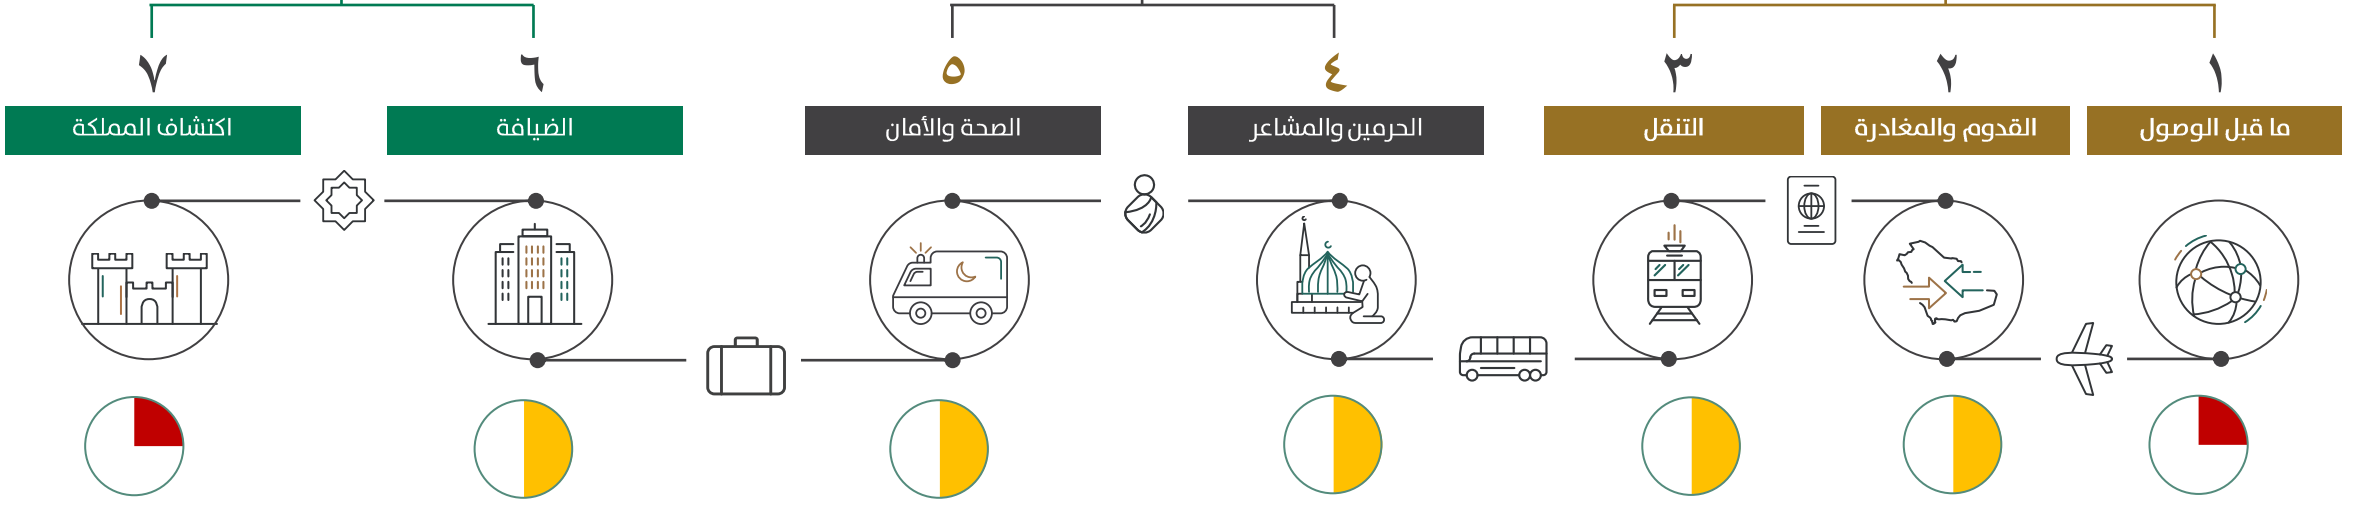 ١
ما قبل الوصول
٢
القدوم والمغادرة
٣
التنقل
٤
الحرمين والمشاعر
٥
الصحة والأمان
٦
الضيافة
٧
اكتشاف المملكة